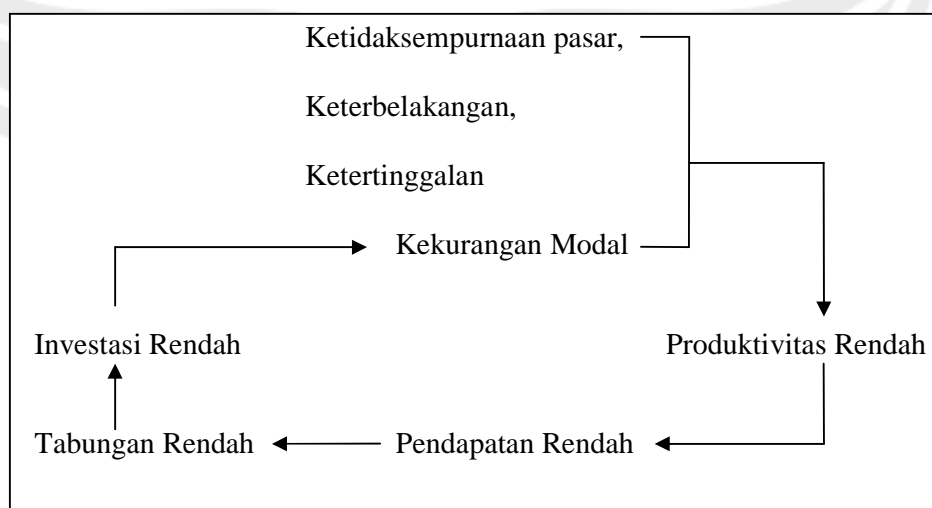 Ketidaksempurnaan pasar,
Keterbelakangan,
Ketertinggalan
Kekurangan Modal
Investasi Rendah
Produktivitas Rendah
Tabungan Rendah
Pendapatan Rendah